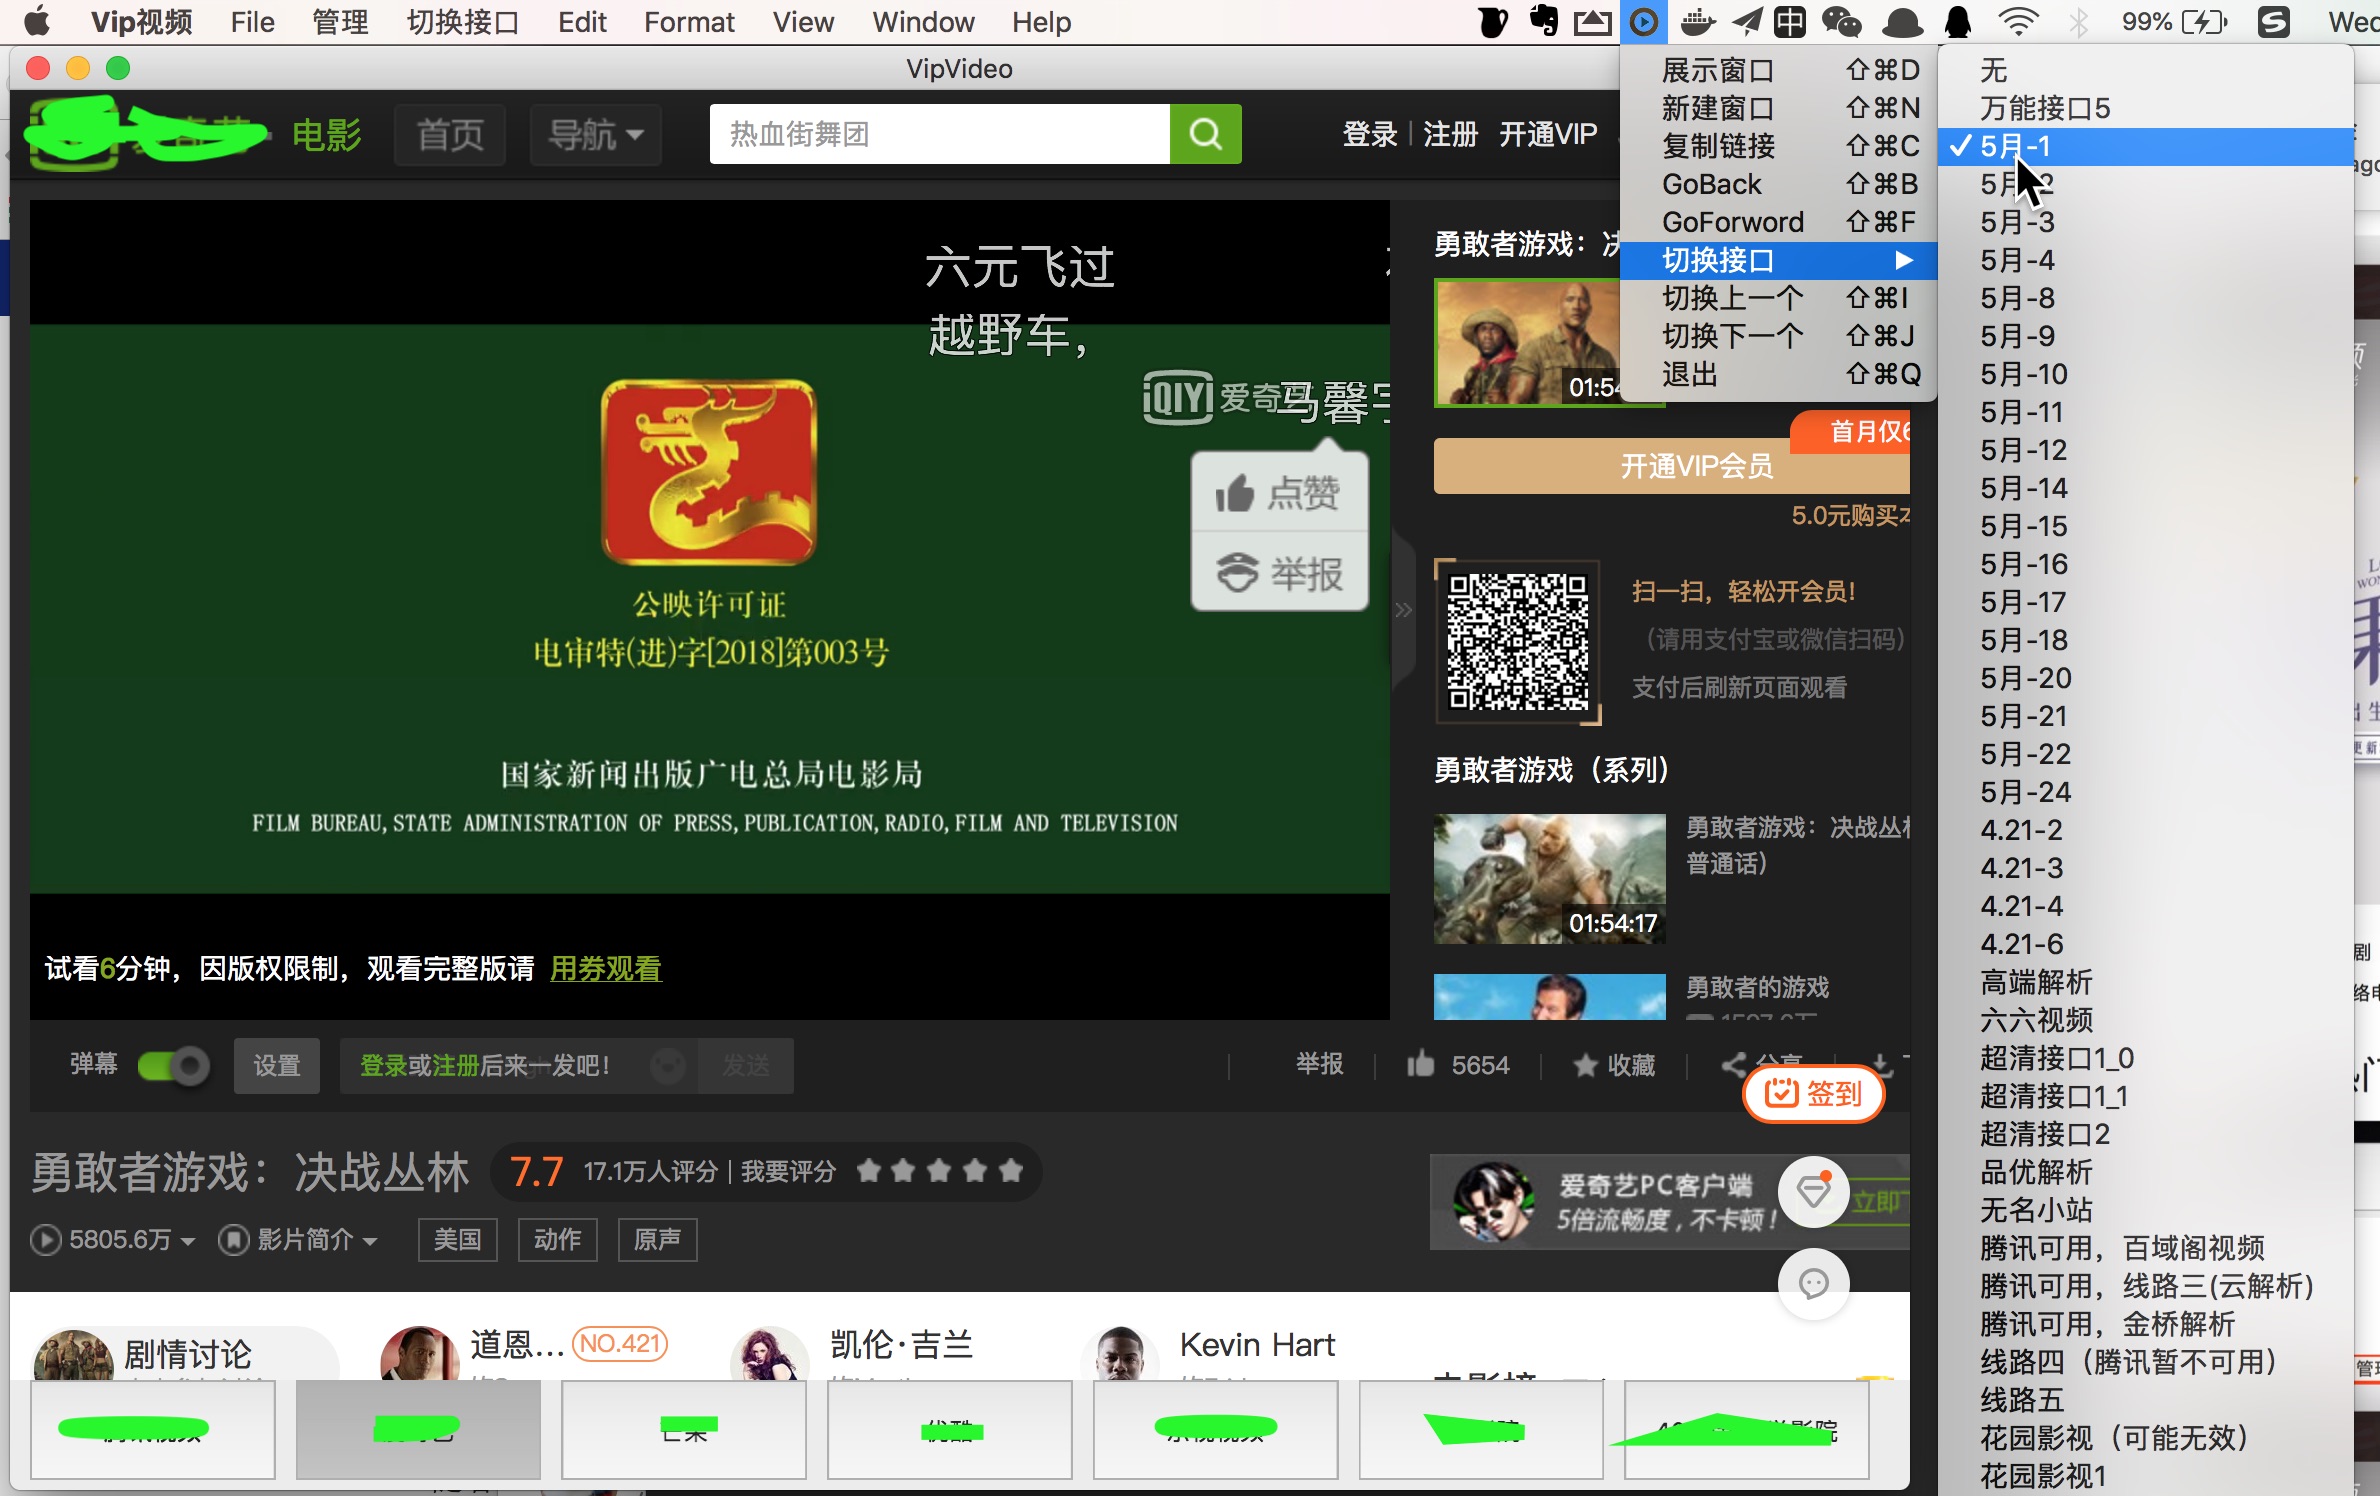 Vip视频 File 管理 切换接口 Edit Format View Window Help
99%
VipVideo
电影 首页 导航 热血街舞团 登录 | 注册 开通VIP
六元飞过
越野车，
QIYI 爱奇
马馨
点赞
举报
公映许可证
电审特(进)字[2018]第003号
国家新闻出版广电总局电影局
FILM BUREAU,STATE ADMINISTRATION OF PRESS,PUBLICATION,RADIO,FILM AND TELEVISION
试看6分钟，因版权限制，观看完整版请 用券观看
弹幕 设置 登录或注册后来 发吧！ 发送
举报 5654 收藏 分享
签到
勇敢者游戏：决战丛林 7.7 17.1万人评分 | 我要评分
5805.6万 影片简介 美国 动作 原声
勇敢者游戏：
01:54
首月仅6
开通VIP会员
5.0元购买
扫一扫，轻松开会员!
（请用支付宝或微信扫码）
支付后刷新页面观看
勇敢者游戏（系列）
勇敢者游戏：决战丛
普通话）
01:54:17
勇敢者的游戏
爱奇艺PC客户端
5倍流畅度，不卡顿！
立即
剧情讨论
道恩... NO.421
凯伦·吉兰
Kevin Hart
展示窗口 ⇧⌘D
新建窗口 ⇧⌘N
复制链接 ⇧⌘C
GoBack ⇧⌘B
GoForword ⇧⌘F
切换接口 ▶
切换上一个 ⇧⌘I
切换下一个 ⇧⌘J
退出 ⇧⌘Q
无
万能接口5
✓ 5月-1
5月-2
5月-3
5月-4
5月-8
5月-9
5月-10
5月-11
5月-12
5月-14
5月-15
5月-16
5月-17
5月-18
5月-20
5月-21
5月-22
5月-24
4.21-2
4.21-3
4.21-4
4.21-6
高端解析
六六视频
超清接口1_0
超清接口1_1
超清接口2
品优解析
无名小站
腾讯可用，百域阁视频
腾讯可用，线路三(云解析)
腾讯可用，金桥解析
线路四（腾讯暂不可用）
线路五
花园影视（可能无效）
花园影视1